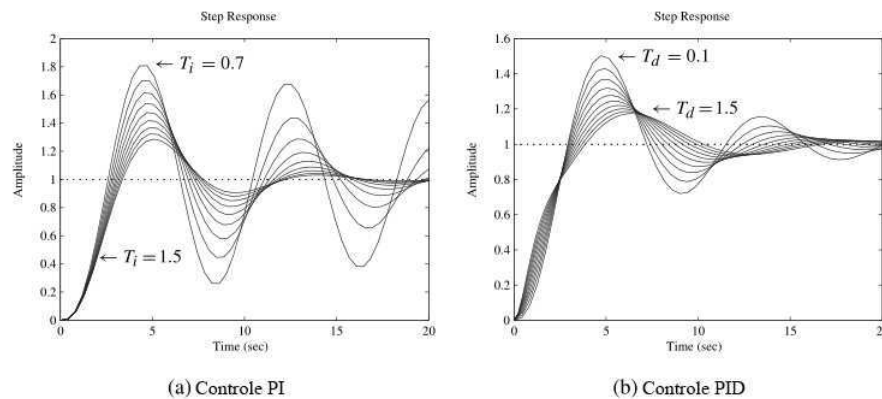 Step Response
2
1.8
1.6
1.4
1.2
1
0.8
0.6
0.4
0.2
0
0 5 10 15 20
Amplitude
Time (sec)
← T_i = 0.7
← T_i = 1.5
(a) Controle PI
Step Response
1.6
1.4
1.2
1
0.8
0.6
0.4
0.2
0
0 5 10 15 2
Amplitude
Time (sec)
← T_d = 0.1
← T_d = 1.5
(b) Controle PID